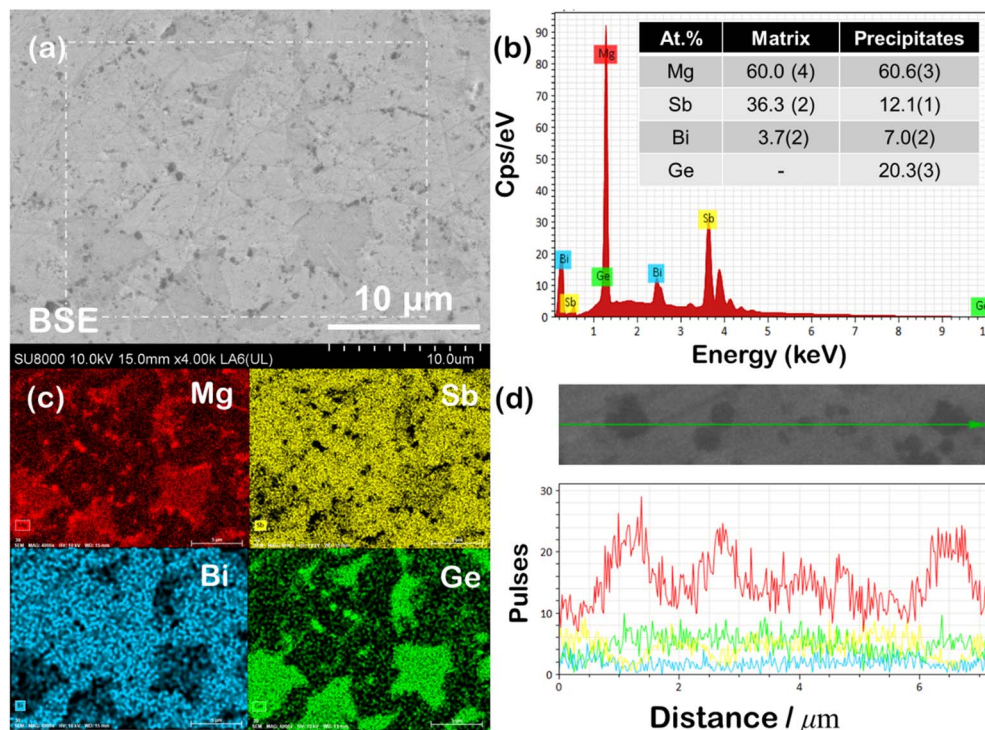 (a)
BSE
10 µm
SU8000 10.0kV 15.0mm x4.00k LA6(UL)
10.0um
(b)
Cps/eV
90
80
70
60
50
40
30
20
10
0
Mg
Bi
Ge
Sb
Bi
Sb
Ge
1 2 3 4 5 6 7 8 9 10
Energy (keV)
At.% Matrix Precipitates
Mg 60.0 (4) 60.6(3)
Sb 36.3 (2) 12.1(1)
Bi 3.7(2) 7.0(2)
Ge - 20.3(3)
(c)
Mg
Sb
Bi
Ge
(d)
Pulses
30
20
10
0
0 2 4 6
Distance / μm